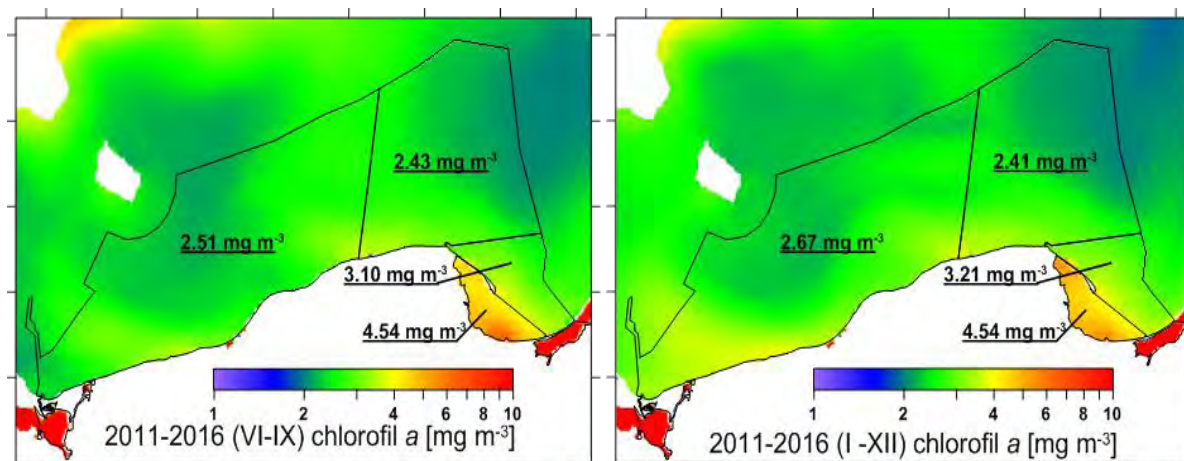 2.43 mg m⁻³
2.51 mg m⁻³
3.10 mg m⁻³
4.54 mg m⁻³
1 2 4 6 8 10
2011-2016 (VI-IX) chlorofil a [mg m⁻³]
2.41 mg m⁻³
2.67 mg m⁻³
3.21 mg m⁻³
4.54 mg m⁻³
1 2 4 6 8 10
2011-2016 (I -XII) chlorofil a [mg m⁻³]